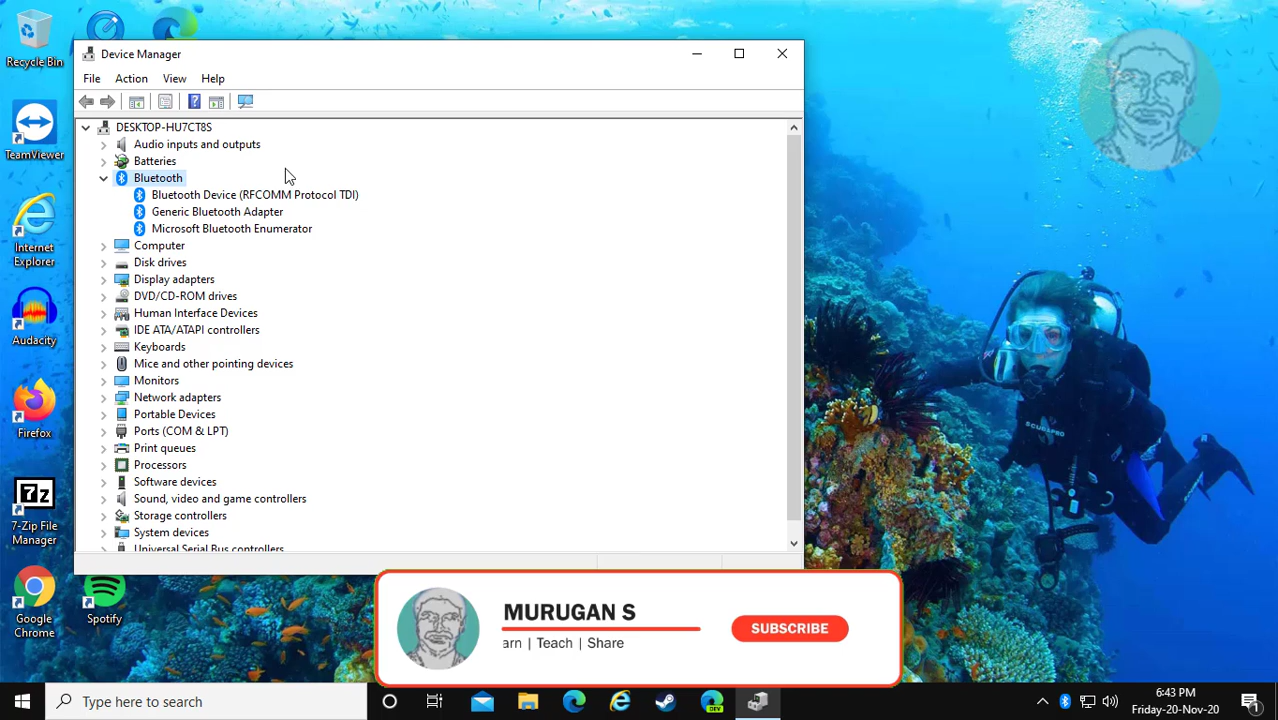 Recycle Bin
TeamViewer
Internet
Explorer
Audacity
Firefox
7-Zip File
Manager
Google
Chrome
Spotify
Device Manager
File Action View Help
DESKTOP-HU7CT8S
Audio inputs and outputs
Batteries
Bluetooth
Bluetooth Device (RFCOMM Protocol TDI)
Generic Bluetooth Adapter
Microsoft Bluetooth Enumerator
Computer
Disk drives
Display adapters
DVD/CD-ROM drives
Human Interface Devices
IDE ATA/ATAPI controllers
Keyboards
Mice and other pointing devices
Monitors
Network adapters
Portable Devices
Ports (COM & LPT)
Print queues
Processors
Software devices
Sound, video and game controllers
Storage controllers
System devices
Universal Serial Bus controllers
SCUBAPRO
MURUGAN S
arn | Teach | Share
SUBSCRIBE
Type here to search
DEV
6:43 PM
Friday-20-Nov-20
1